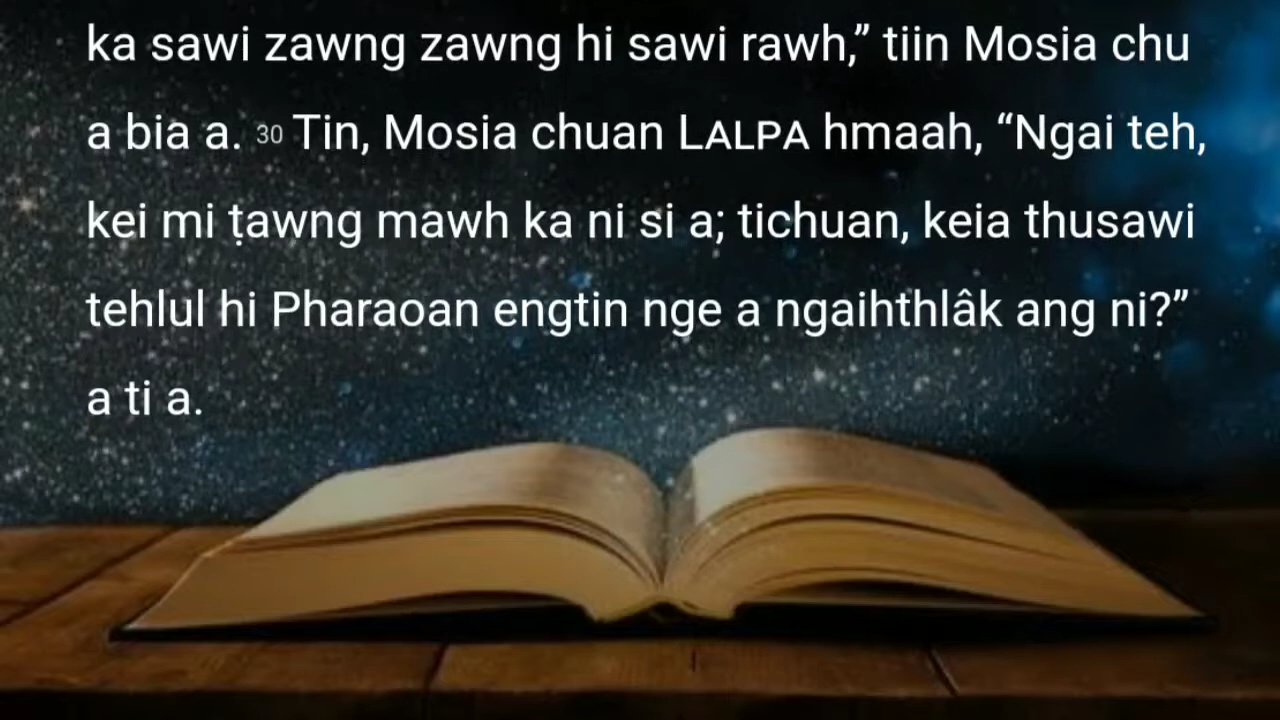 ka sawi zawng zawng hi sawi rawh,” tiin Mosia chu
a bia a. 30 Tin, Mosia chuan LALPA hmaah, “Ngai teh,
kei mi ṭawng mawh ka ni si a; tichuan, keia thusawi
tehlul hi Pharaoan engtin nge a ngaihthlâk ang ni?”
a ti a.